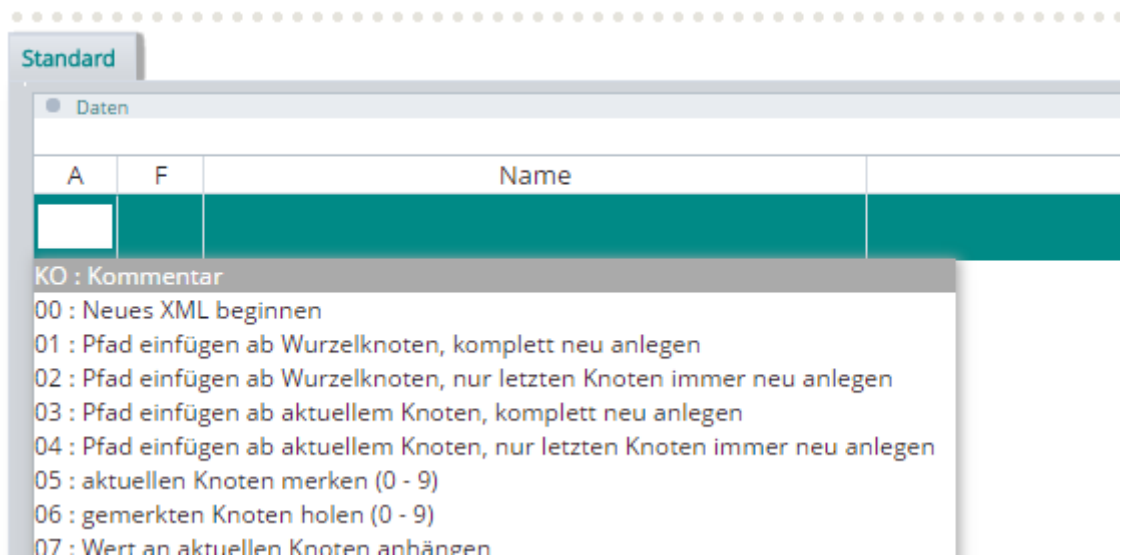 Standard
Daten
A F Name
KO : Kommentar
00 : Neues XML beginnen
01 : Pfad einfügen ab Wurzelknoten, komplett neu anlegen
02 : Pfad einfügen ab Wurzelknoten, nur letzten Knoten immer neu anlegen
03 : Pfad einfügen ab aktuellem Knoten, komplett neu anlegen
04 : Pfad einfügen ab aktuellem Knoten, nur letzten Knoten immer neu anlegen
05 : aktuellen Knoten merken (0 - 9)
06 : gemerkten Knoten holen (0 - 9)
07 : Wert an aktuellen Knoten anhängen